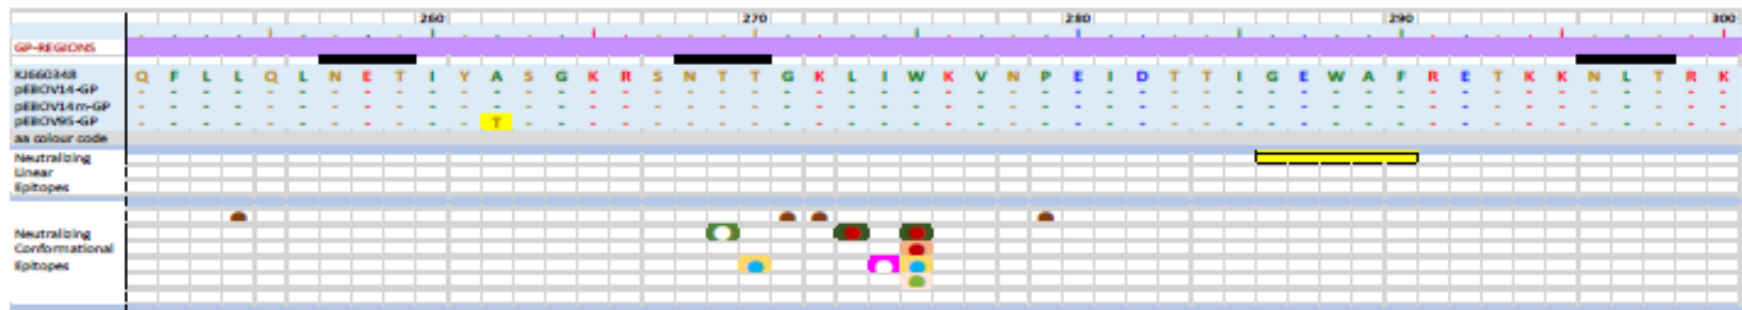 260 270 280 290 300
GP-REGIONS
KJ660348 Q F L L Q L N E T I Y A S G K R S N T T G K L I W K V N P E I D T T I G E W A F R E T K K N L T R K
pEBOV14-GP - - - - - - - - - - - - - - - - - - - - - - - - - - - - - - - - - - - - - - - - - - - - - - - - - -
pEBOV14m-GP - - - - - - - - - - - - - - - - - - - - - - - - - - - - - - - - - - - - - - - - - - - - - - - - - -
pEBOV95-GP - - - - - - - - - - - T - - - - - - - - - - - - - - - - - - - - - - - - - - - - - - - - - - - - - -
aa colour code
Neutralizing
Linear
Epitopes
Neutralizing
Conformational
Epitopes